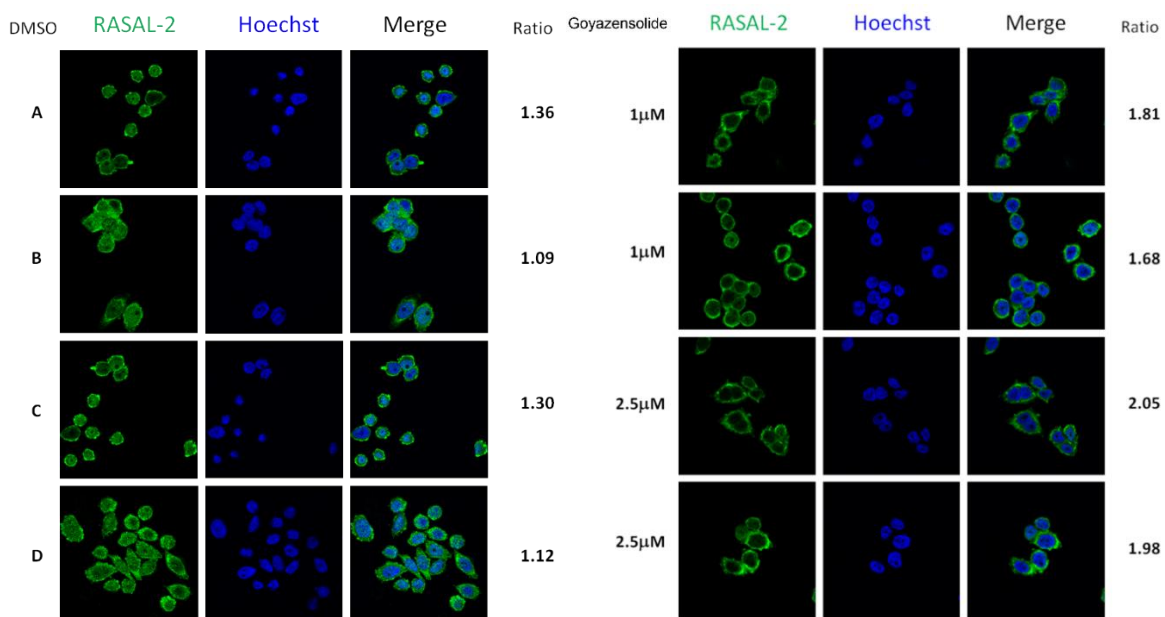 DMSO RASAL-2 Hoechst Merge Ratio Goyazensolide RASAL-2 Hoechst Merge Ratio
A 1.36 1μM 1.81
B 1.09 1μM 1.68
C 1.30 2.5μM 2.05
D 1.12 2.5μM 1.98